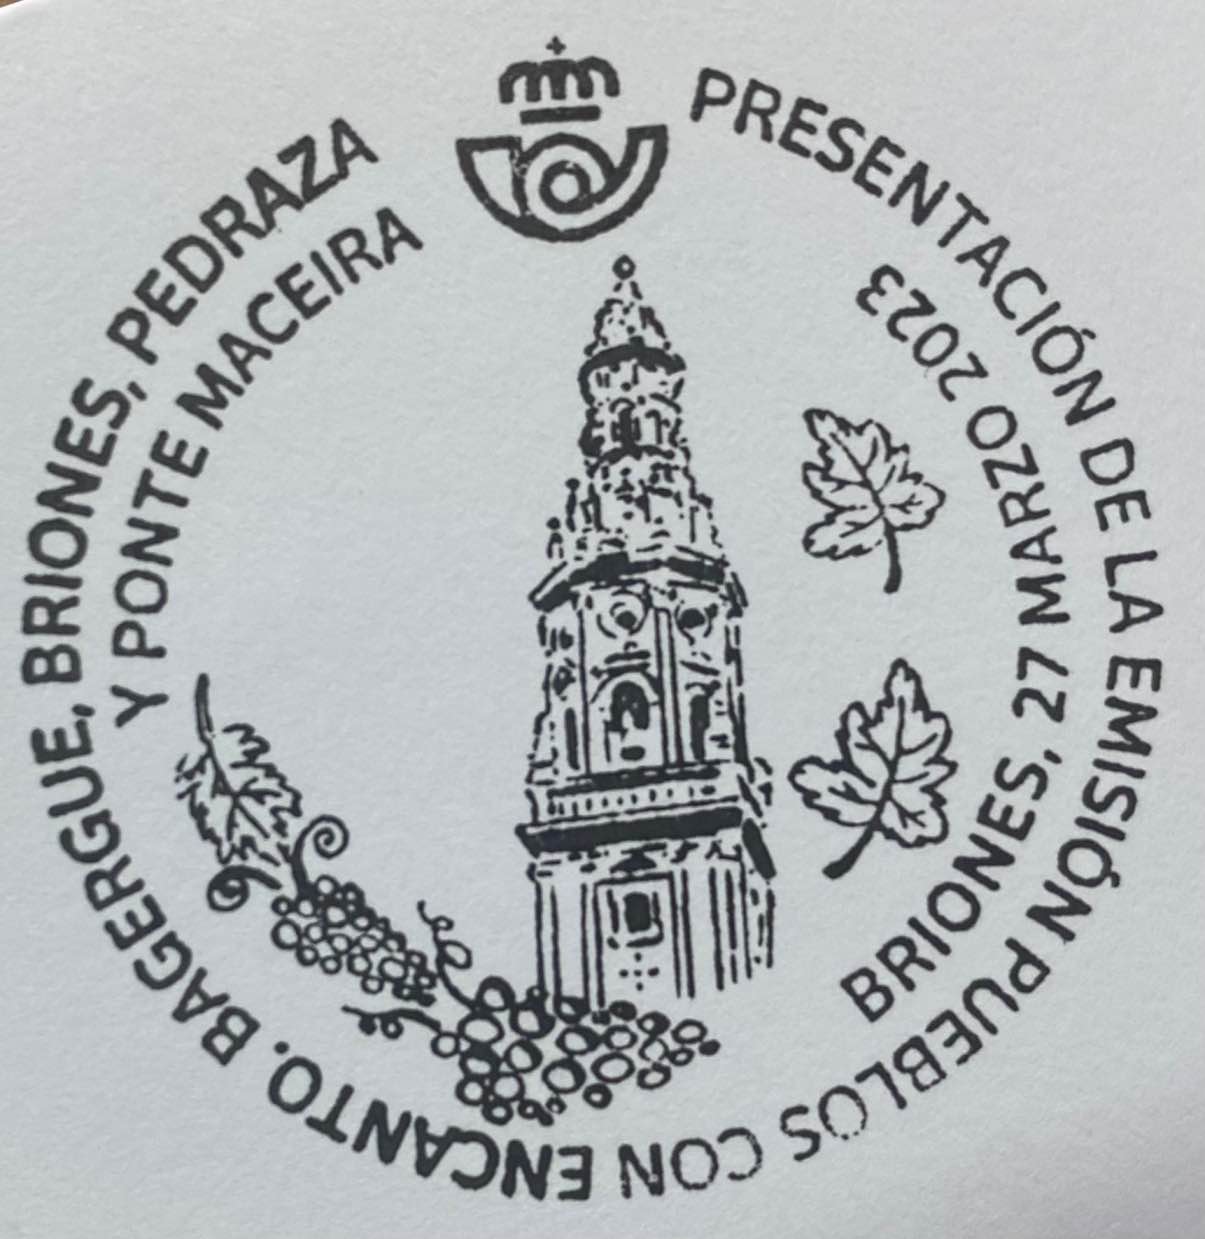 PRESENTACIÓN DE LA EMISIÓN PUEBLOS CON ENCANTO. BAGERGUE, BRIONES, PEDRAZA
Y PONTE MACEIRA
BRIONES, 27 MARZO 2023